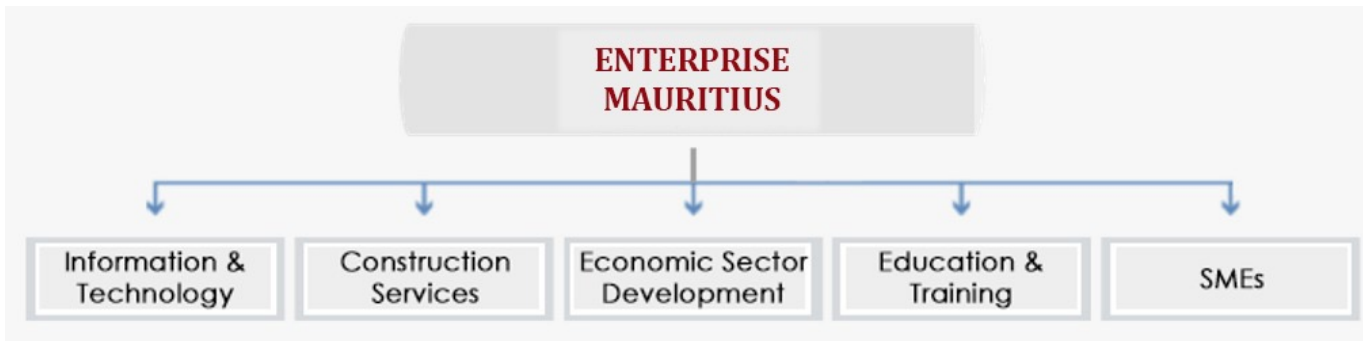 ENTERPRISE
MAURITIUS
Information &
Technology
Construction
Services
Economic Sector
Development
Education &
Training
SMEs